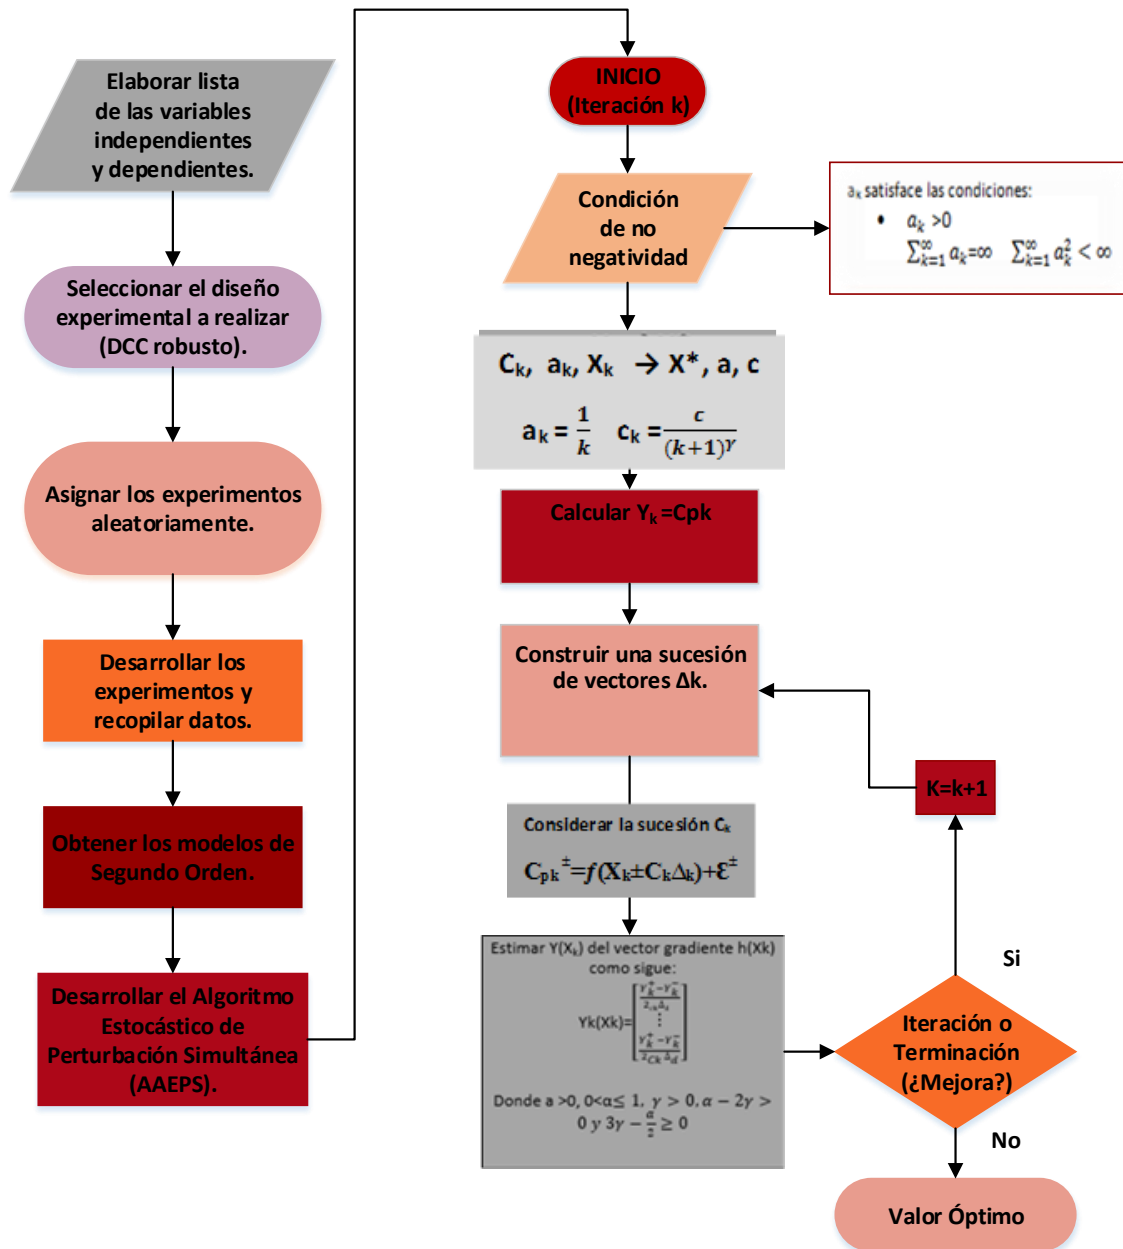 Elaborar lista
de las variables
independientes
y dependientes.
Seleccionar el diseño
experimental a realizar
(DCC robusto).
Asignar los experimentos
aleatoriamente.
Desarrollar los
experimentos y
recopilar datos.
Obtener los modelos de
Segundo Orden.
Desarrollar el Algoritmo
Estocástico de
Perturbación Simultánea
(AAEPS).
INICIO
(Iteración k)
Condición
de no
negatividad
aₖ satisface las condiciones:
• aₖ >0
∑_{k=1}^{∞} aₖ=∞ ∑_{k=1}^{∞} aₖ² < ∞
Cₖ, aₖ, Xₖ → X*, a, c
aₖ = 1/k cₖ = c/(k+1)^γ
Calcular Yₖ =Cpk
Construir una sucesión
de vectores Δk.
Considerar la sucesión Cₖ
Cₚₖ±=f(Xₖ±CₖΔₖ)+Ɛ±
Estimar Y(Xₖ) del vector gradiente h(Xk)
como sigue:
Yk(Xk)=
⋮
Donde a >0, 0<α≤ 1, γ > 0, α − 2γ >
0 y 3γ − α/2 ≥ 0
K=k+1
Si
Iteración o
Terminación
(¿Mejora?)
No
Valor Óptimo